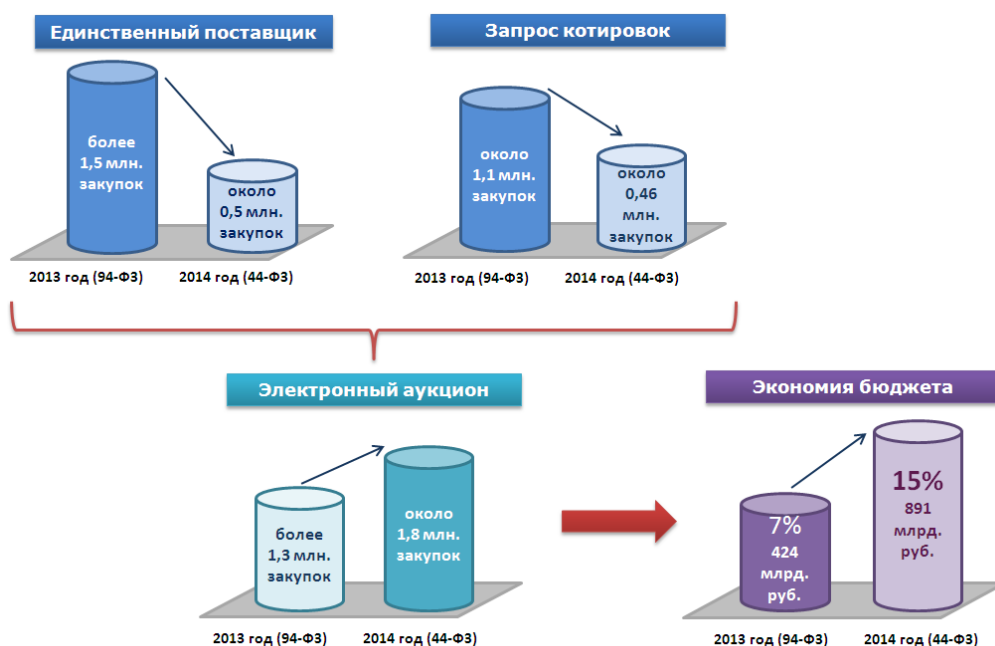 Единственный поставщик
более
1,5 млн.
закупок
около
0,5 млн.
закупок
2013 год (94-ФЗ)
2014 год (44-ФЗ)
Запрос котировок
около
1,1 млн.
закупок
около
0,46
млн.
закупок
2013 год (94-ФЗ)
2014 год (44-ФЗ)
Электронный аукцион
более
1,3 млн.
закупок
около
1,8 млн.
закупок
2013 год (94-ФЗ)
2014 год (44-ФЗ)
Экономия бюджета
7%
424
млрд.
руб.
15%
891
млрд.
руб.
2013 год (94-ФЗ)
2014 год (44-ФЗ)